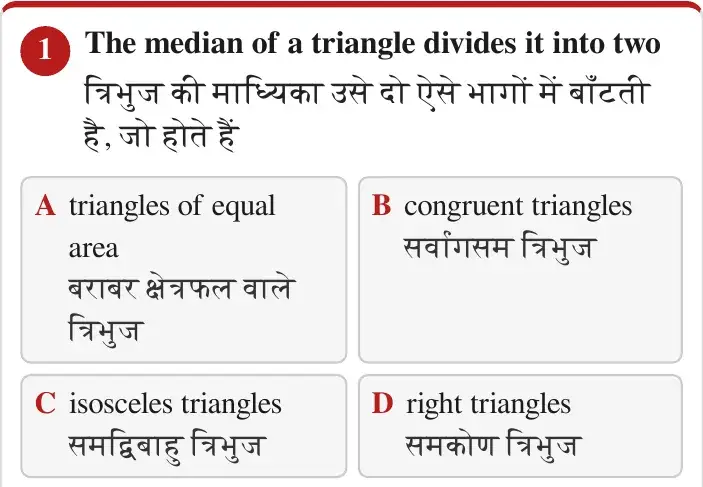 1 The median of a triangle divides it into two
त्रिभुज की माध्यिका उसे दो ऐसे भागों में बाँटती
है, जो होते हैं
A triangles of equal
area
बराबर क्षेत्रफल वाले
त्रिभुज
B congruent triangles
सर्वांगसम त्रिभुज
C isosceles triangles
समद्विबाहु त्रिभुज
D right triangles
समकोण त्रिभुज